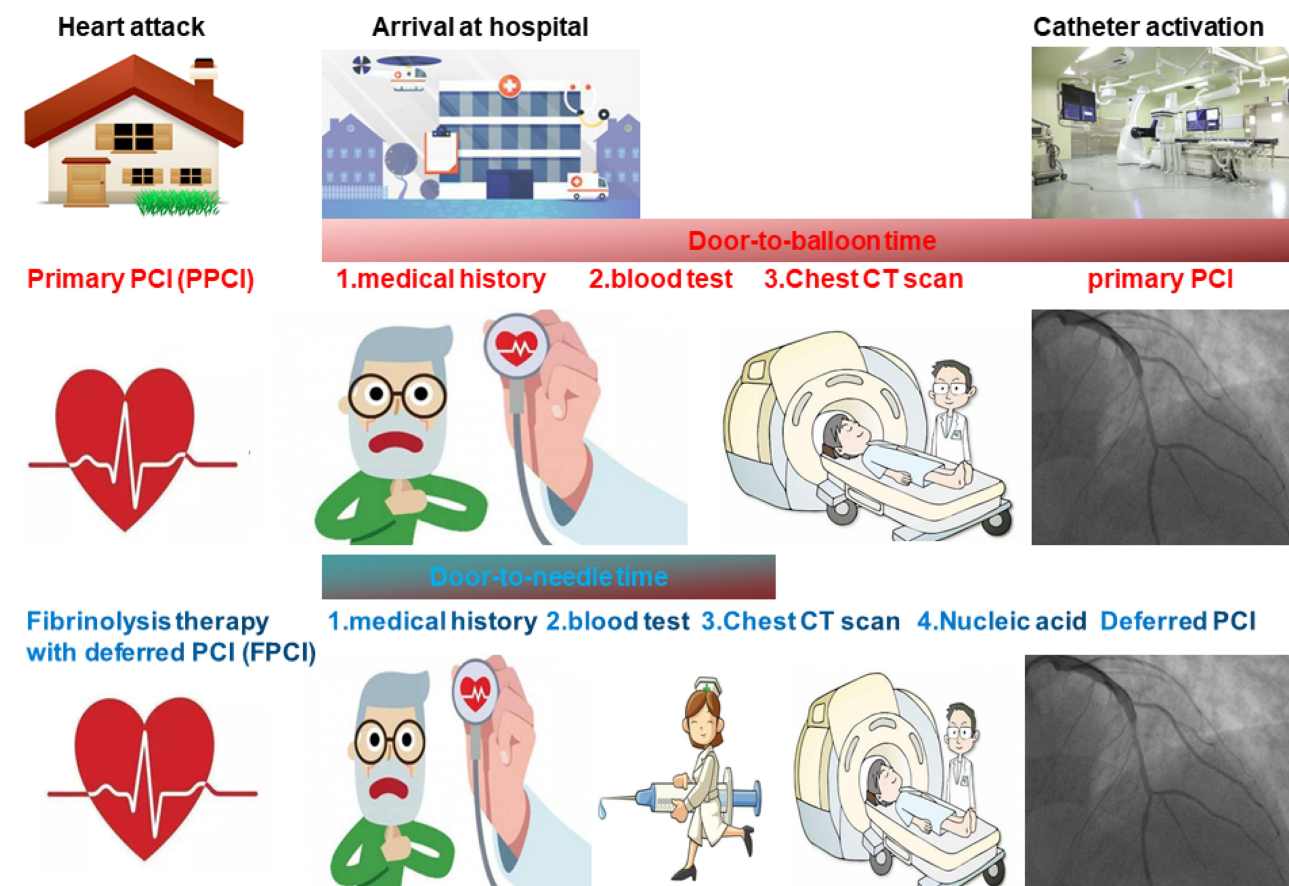 Heart attack
Arrival at hospital
Catheter activation
Door-to-balloon time
Primary PCI (PPCI)
1.medical history
2.blood test
3.Chest CT scan
primary PCI
Door-to-needle time
Fibrinolysis therapy
with deferred PCI (FPCI)
1.medical history
2.blood test
3.Chest CT scan
4.Nucleic acid
Deferred PCI